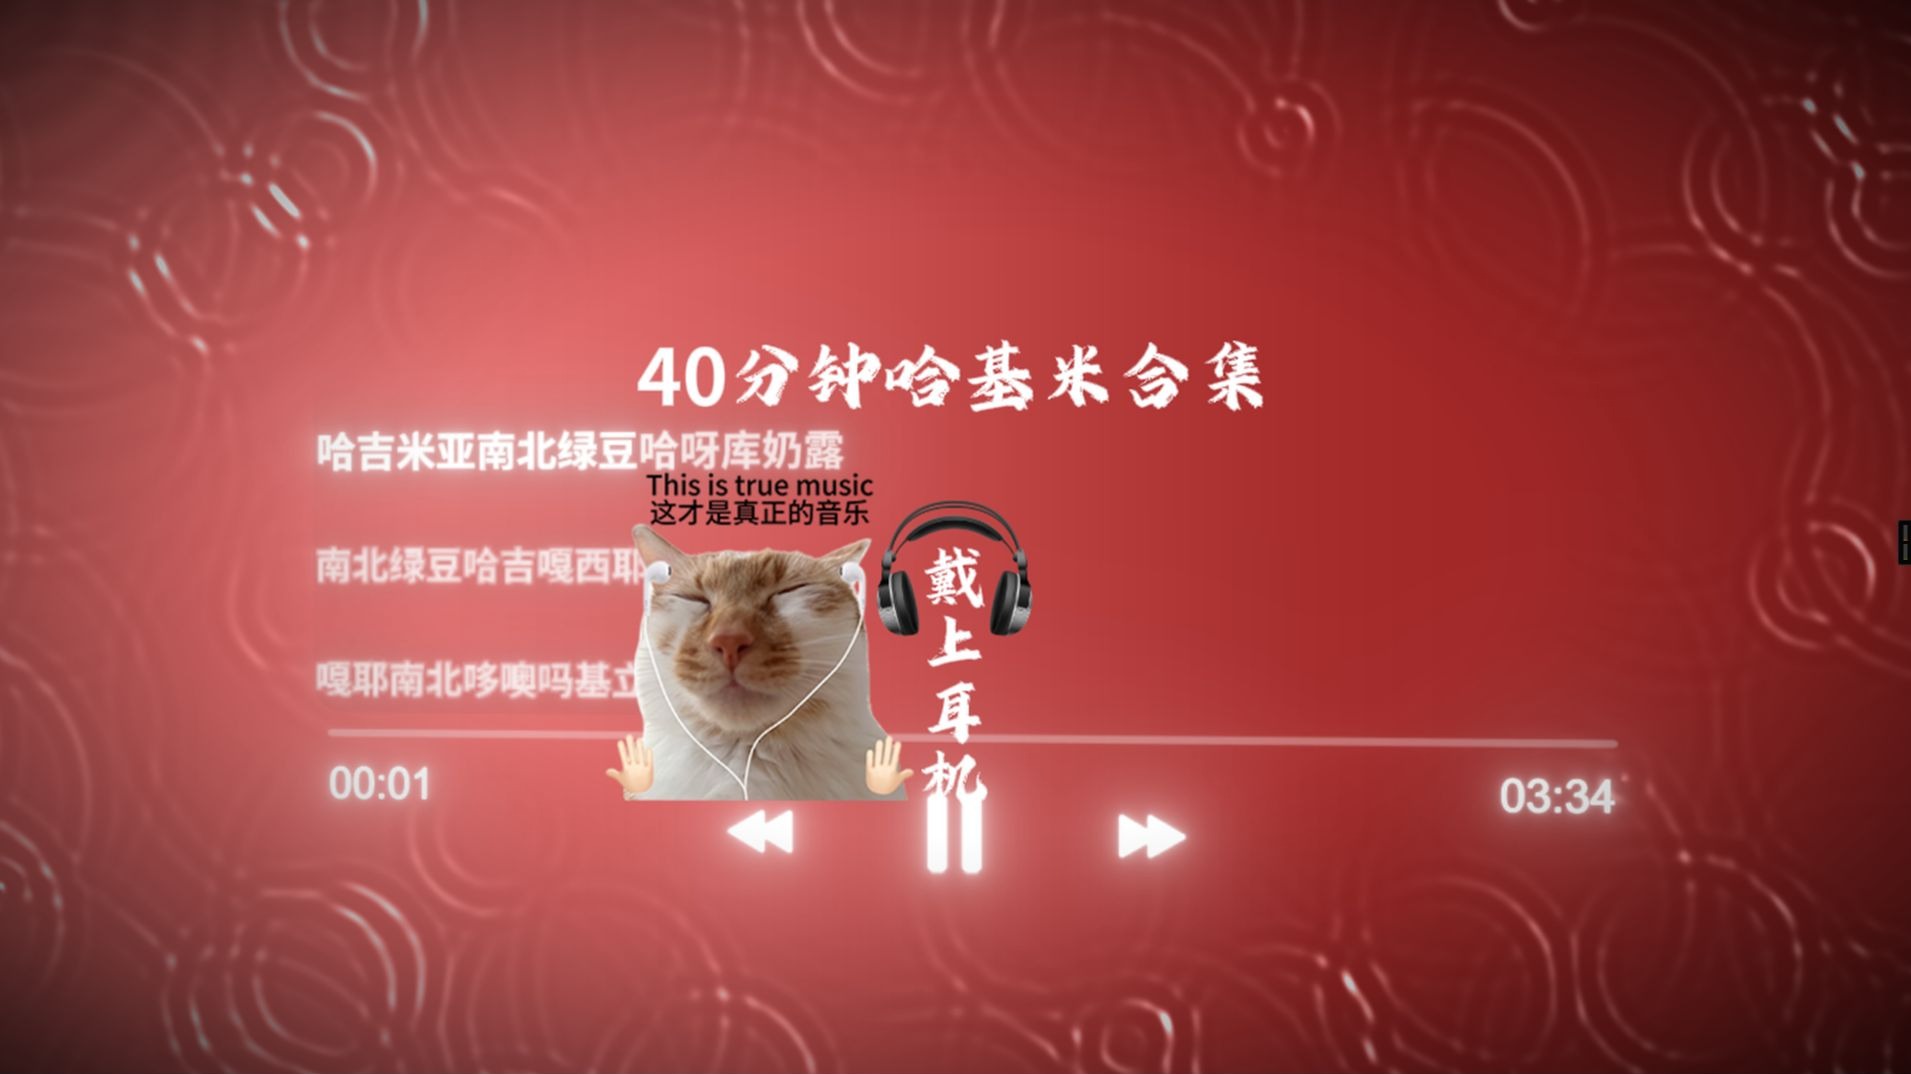 40分钟哈基米合集
哈吉米亚南北绿豆哈呀库奶露
This is true music
这才是真正的音乐
南北绿豆哈吉嘎西耶
嘎耶南北哆噢吗基立
戴上耳机
00:01
03:34